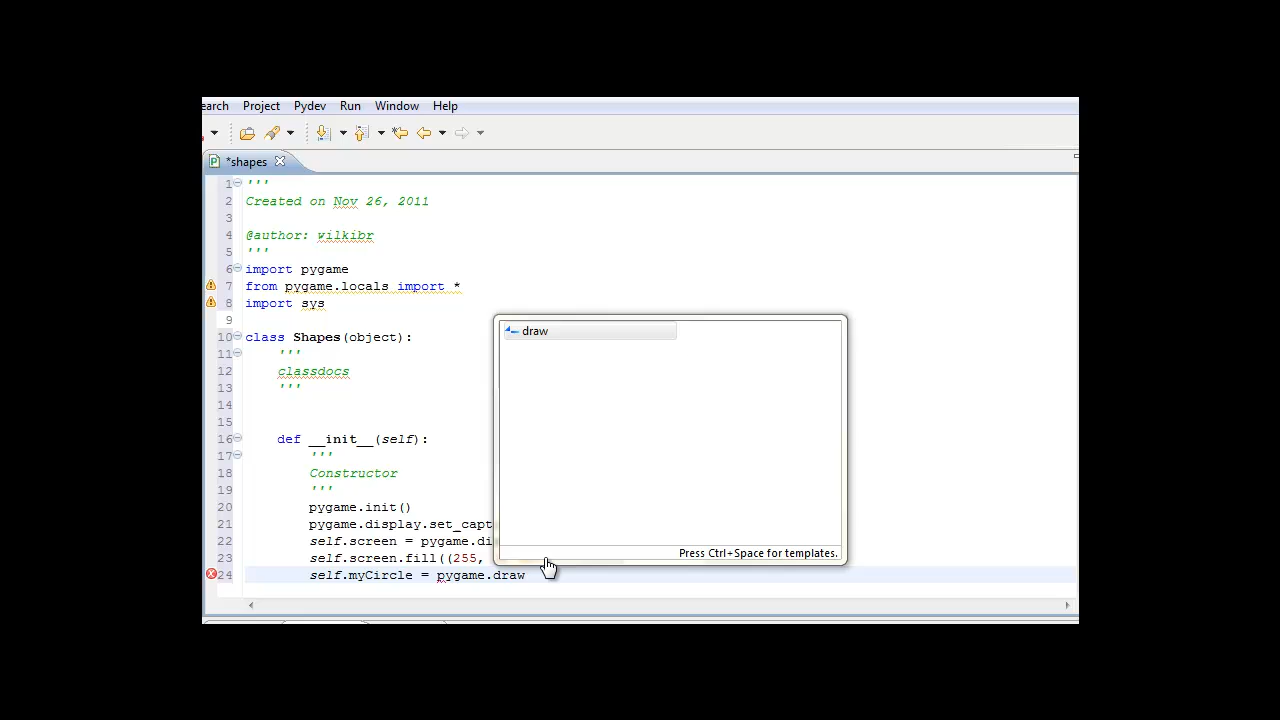 earch Project Pydev Run Window Help
*shapes
1 '''
2 Created on Nov 26, 2011
3
4 @author: wilkibr
5 '''
6 import pygame
7 from pygame.locals import *
8 import sys
9
10 class Shapes(object):
11 '''
12 classdocs
13 '''
14
15
16 def __init__(self):
17 '''
18 Constructor
19 '''
20 pygame.init()
21 pygame.display.set_capt
22 self.screen = pygame.di
23 self.screen.fill((255,
24 self.myCircle = pygame.draw
draw
Press Ctrl+Space for templates.